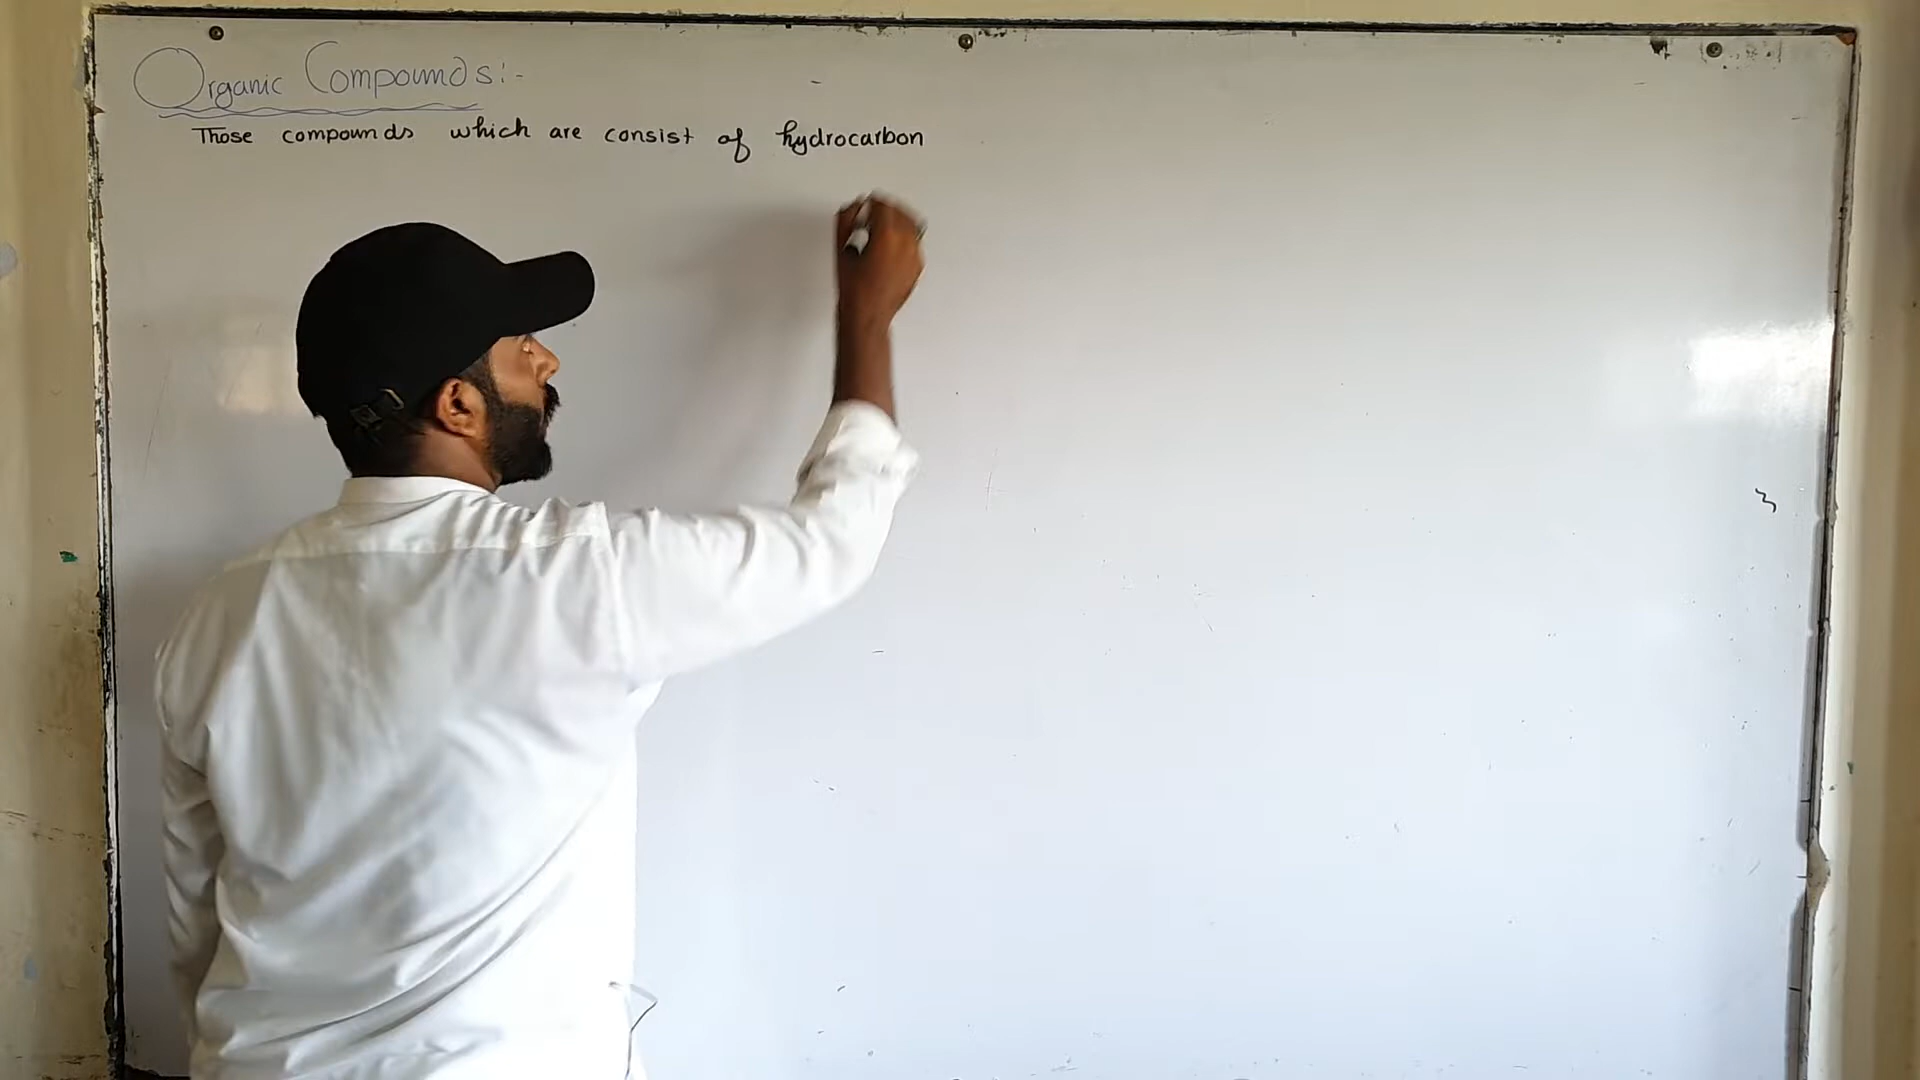 Organic Compounds:-
Those compounds which are consist of hydrocarbon